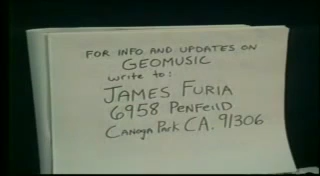 FOR INFO AND UPDATES ON
GEOMUSIC
write to:
JAMES FURIA
6958 PENFEILD
Canoga Park CA. 91306